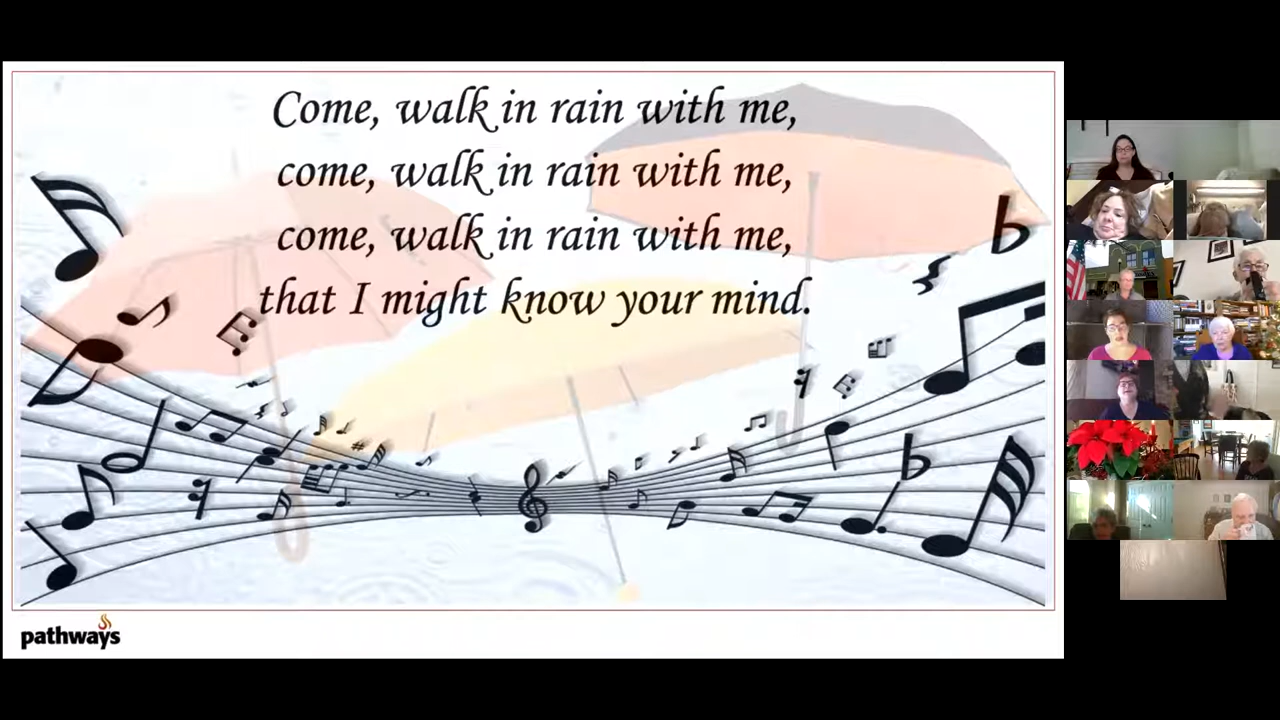 Come, walk in rain with me,
come, walk in rain with me,
come, walk in rain with me,
that I might know your mind.
pathways